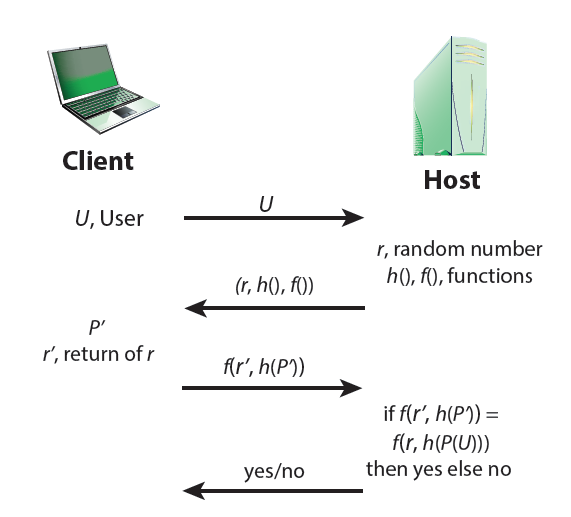 Client
Host
U, User
U
r, random number
h(), f(), functions
(r, h(), f())
P′
r′, return of r
f(r′, h(P′))
if f(r′, h(P′)) =
f(r, h(P(U)))
then yes else no
yes/no